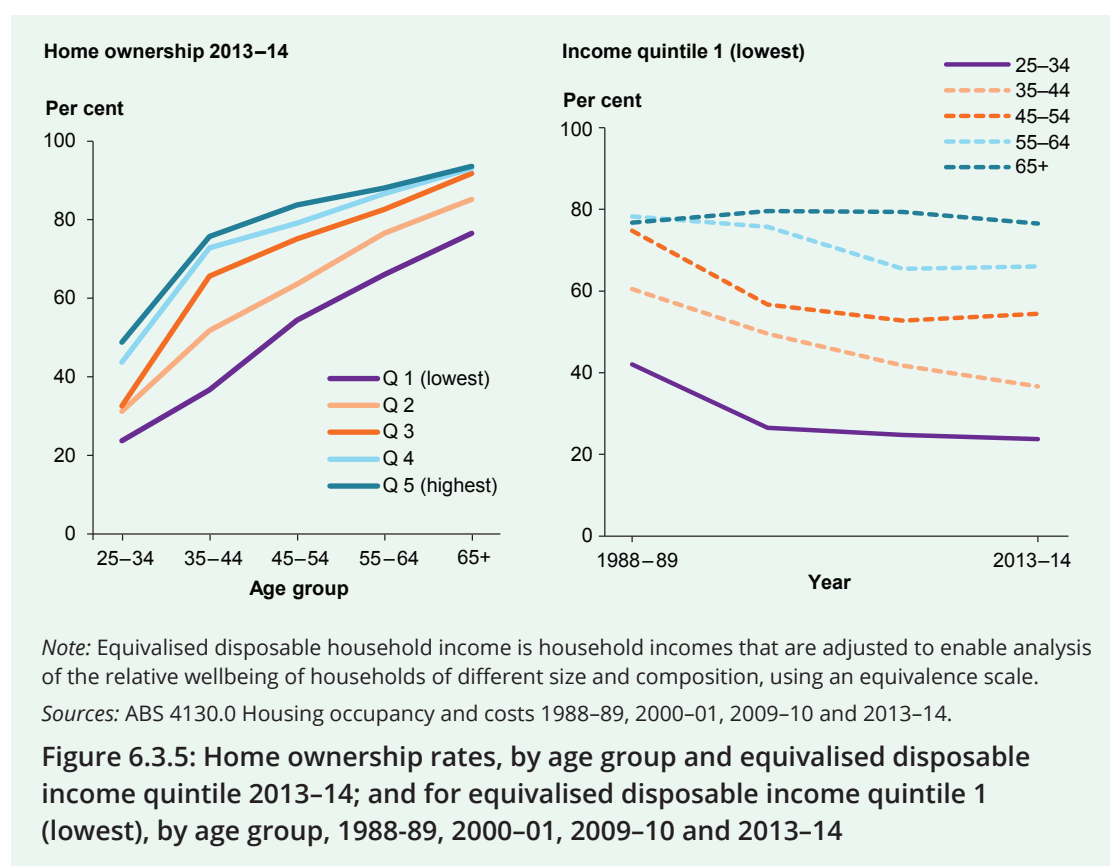 Home ownership 2013–14
Per cent
100
80
60
40
20
0
25–34 35–44 45–54 55–64 65+
Age group
Q 1 (lowest)
Q 2
Q 3
Q 4
Q 5 (highest)
Income quintile 1 (lowest)
Per cent
100
80
60
40
20
0
1988–89 2013–14
Year
25–34
35–44
45–54
55–64
65+
Note: Equivalised disposable household income is household incomes that are adjusted to enable analysis
of the relative wellbeing of households of different size and composition, using an equivalence scale.
Sources: ABS 4130.0 Housing occupancy and costs 1988–89, 2000–01, 2009–10 and 2013–14.
Figure 6.3.5: Home ownership rates, by age group and equivalised disposable
income quintile 2013–14; and for equivalised disposable income quintile 1
(lowest), by age group, 1988-89, 2000–01, 2009–10 and 2013–14